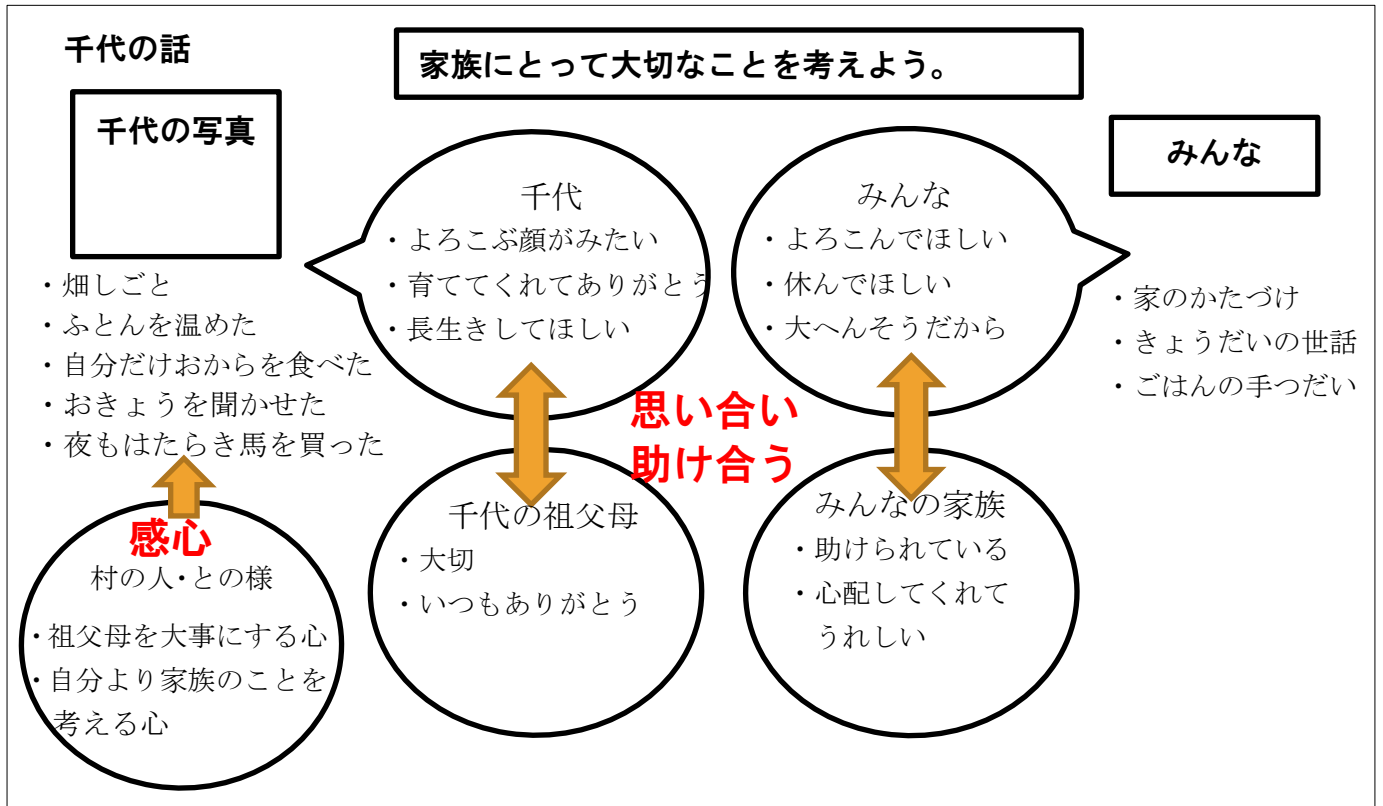 千代の話
家族にとって大切なことを考えよう。
千代の写真
・畑しごと
・ふとんを温めた
・自分だけおからを食べた
・おきょうを聞かせた
・夜もはたらき馬を買った
千代
・よろこぶ顔がみたい
・育ててくれてありがとう
・長生きしてほしい
みんな
・よろこんでほしい
・休んでほしい
・大へんそうだから
みんな
・家のかたづけ
・きょうだいの世話
・ごはんの手つだい
思い合い
助け合う
感心
村の人・との様
・祖父母を大事にする心
・自分より家族のことを
考える心
千代の祖父母
・大切
・いつもありがとう
みんなの家族
・助けられている
・心配してくれて
うれしい